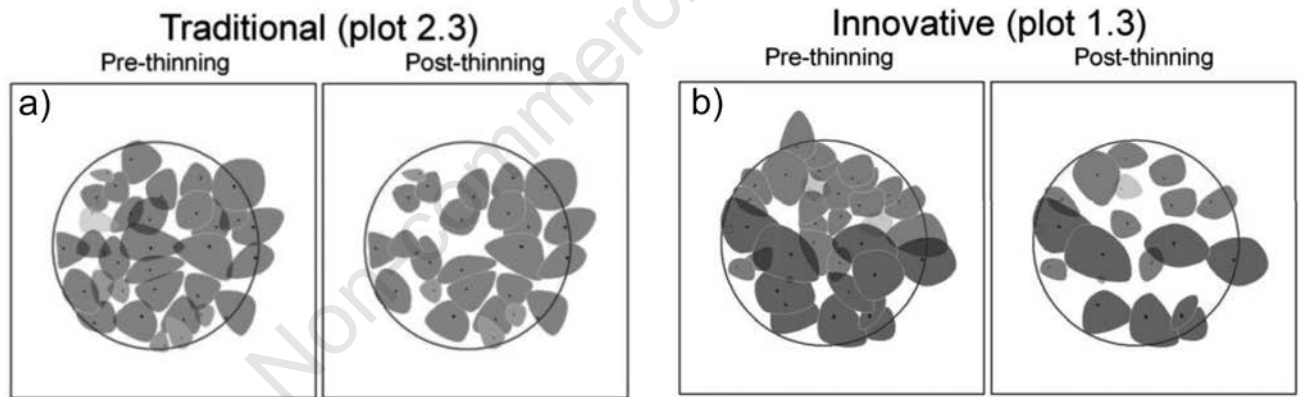 Traditional (plot 2.3)
Pre-thinning
Post-thinning
a)
Innovative (plot 1.3)
Pre-thinning
Post-thinning
b)